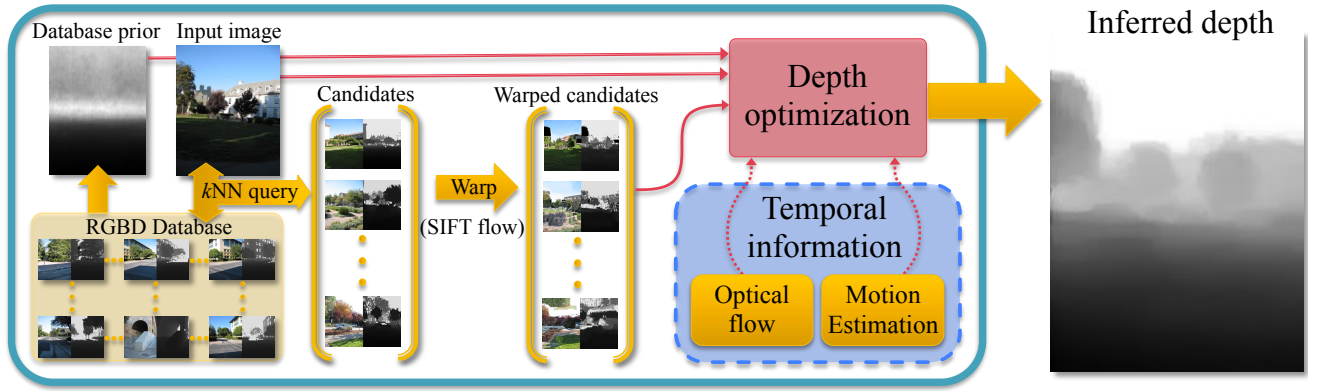 Database prior
Input image
Candidates
Warped candidates
kNN query
RGBD Database
Warp
(SIFT flow)
Depth
optimization
Temporal
information
Optical
flow
Motion
Estimation
Inferred depth